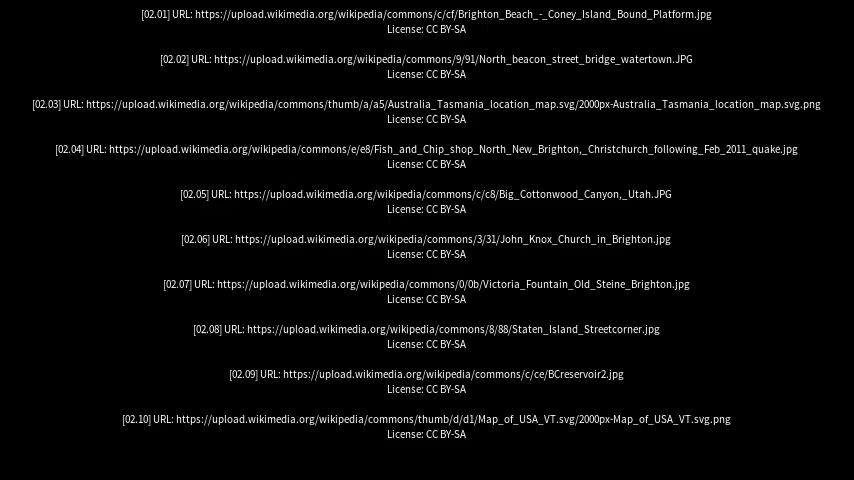 [02.01] URL: https://upload.wikimedia.org/wikipedia/commons/c/cf/Brighton_Beach_-_Coney_Island_Bound_Platform.jpg
License: CC BY-SA
[02.02] URL: https://upload.wikimedia.org/wikipedia/commons/9/91/North_beacon_street_bridge_watertown.JPG
License: CC BY-SA
[02.03] URL: https://upload.wikimedia.org/wikipedia/commons/thumb/a/a5/Australia_Tasmania_location_map.svg/2000px-Australia_Tasmania_location_map.svg.png
License: CC BY-SA
[02.04] URL: https://upload.wikimedia.org/wikipedia/commons/e/e8/Fish_and_Chip_shop_North_New_Brighton,_Christchurch_following_Feb_2011_quake.jpg
License: CC BY-SA
[02.05] URL: https://upload.wikimedia.org/wikipedia/commons/c/c8/Big_Cottonwood_Canyon,_Utah.JPG
License: CC BY-SA
[02.06] URL: https://upload.wikimedia.org/wikipedia/commons/3/31/John_Knox_Church_in_Brighton.jpg
License: CC BY-SA
[02.07] URL: https://upload.wikimedia.org/wikipedia/commons/0/0b/Victoria_Fountain_Old_Steine_Brighton.jpg
License: CC BY-SA
[02.08] URL: https://upload.wikimedia.org/wikipedia/commons/8/88/Staten_Island_Streetcorner.jpg
License: CC BY-SA
[02.09] URL: https://upload.wikimedia.org/wikipedia/commons/c/ce/BCreservoir2.jpg
License: CC BY-SA
[02.10] URL: https://upload.wikimedia.org/wikipedia/commons/thumb/d/d1/Map_of_USA_VT.svg/2000px-Map_of_USA_VT.svg.png
License: CC BY-SA